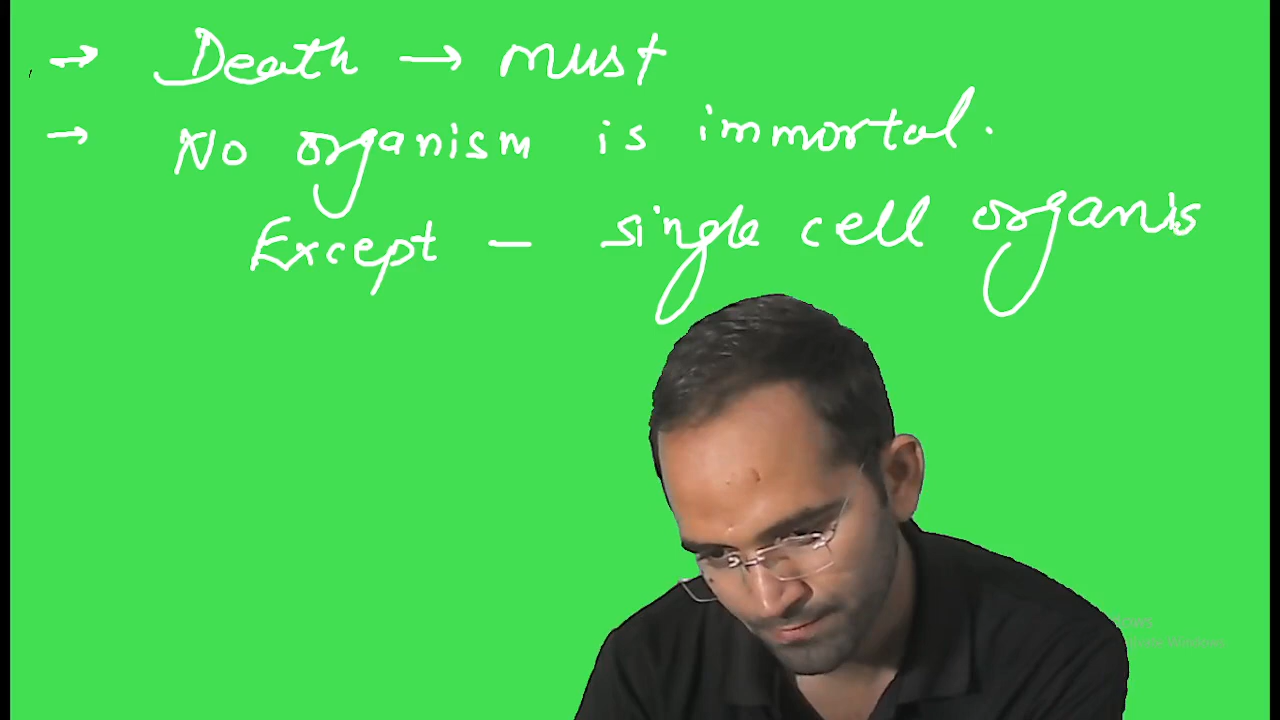 → Death → must
→ No organism is immortal.
Except - single cell organis